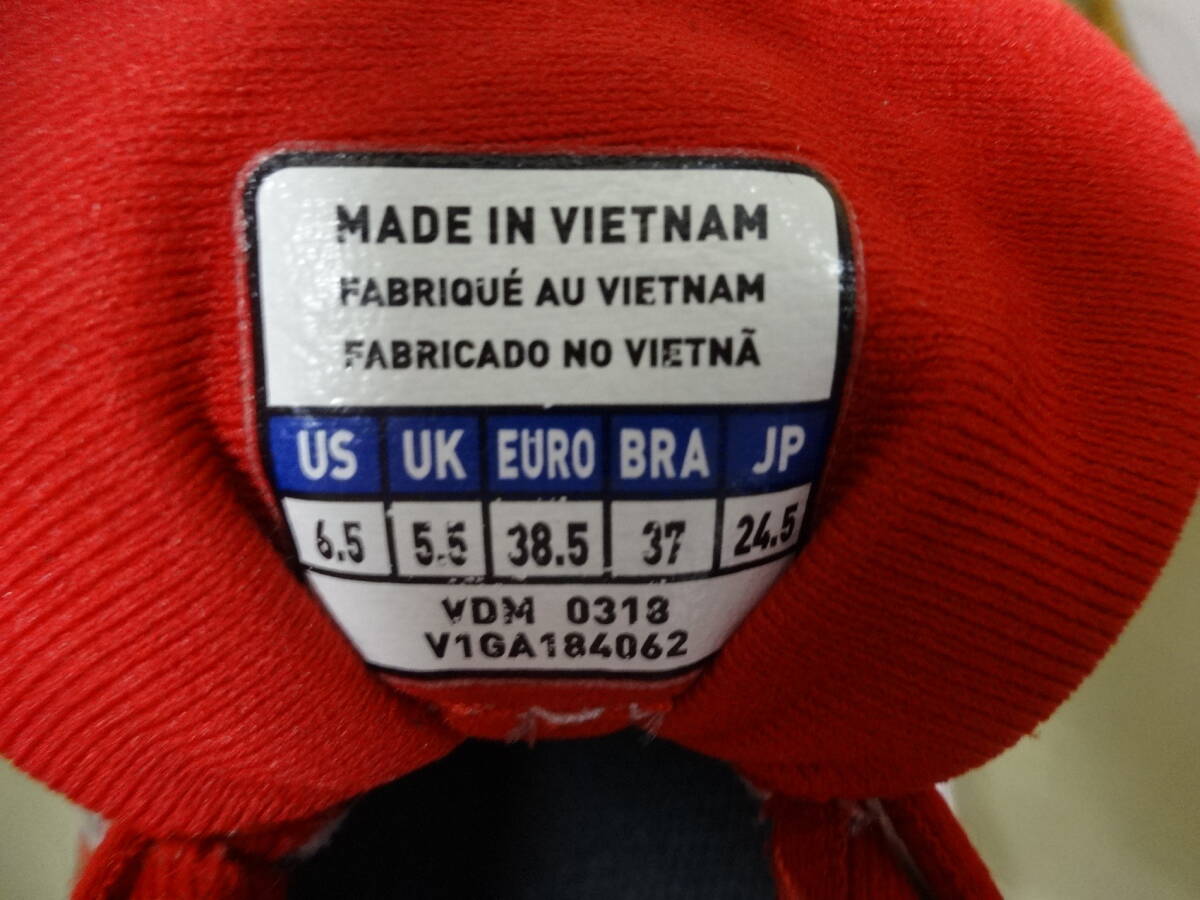 MADE IN VIETNAM
FABRIQUÉ AU VIETNAM
FABRICADO NO VIETNÃ
US UK EURO BRA JP
6.5 5.5 38.5 37 24.5
VDM 0318
V1GA184062